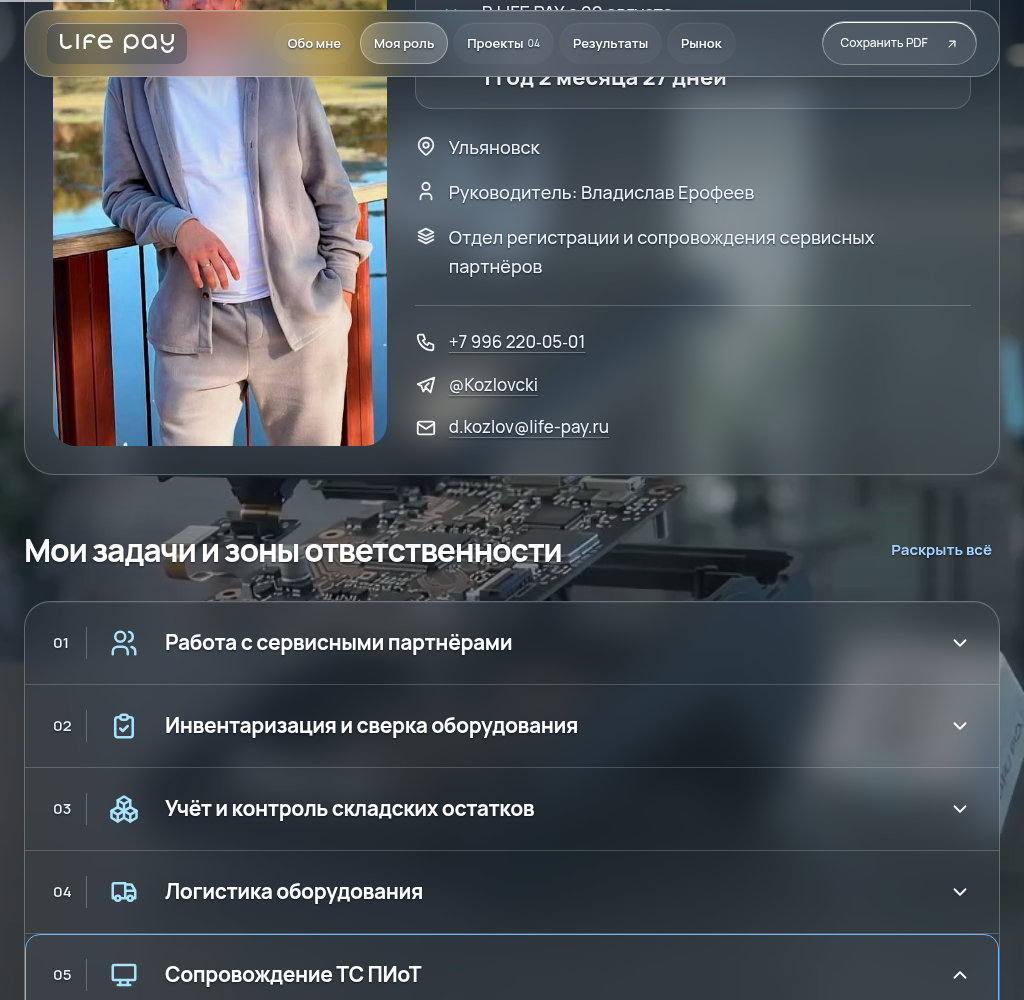 LIFE PAY
Обо мне
Моя роль
Проекты 04
Результаты
Рынок
Сохранить PDF
1 год 2 месяца 27 дней
Ульяновск
Руководитель: Владислав Ерофеев
Отдел регистрации и сопровождения сервисных
партнёров
+7 996 220-05-01
@Kozlovcki
d.kozlov@life-pay.ru
Мои задачи и зоны ответственности
Раскрыть всё
01 Работа с сервисными партнёрами
02 Инвентаризация и сверка оборудования
03 Учёт и контроль складских остатков
04 Логистика оборудования
05 Сопровождение ТС ПИоТ